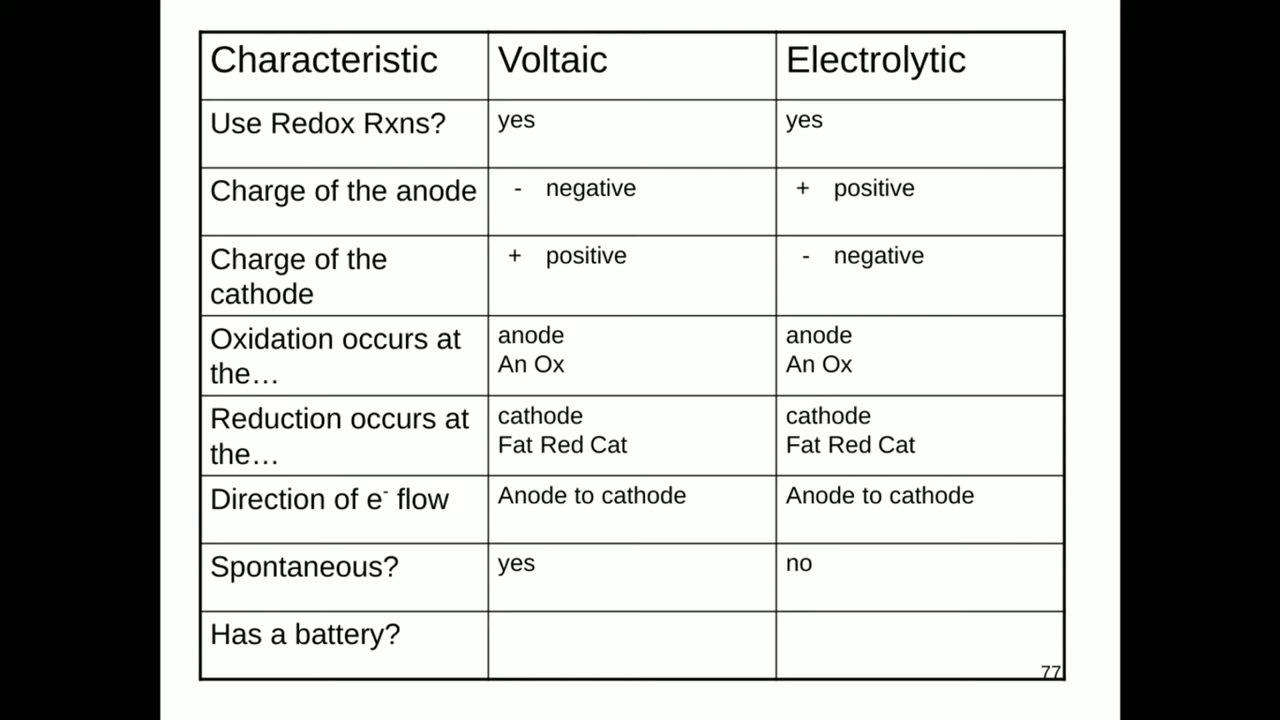 Characteristic Voltaic Electrolytic
Use Redox Rxns? yes yes
Charge of the anode - negative + positive
Charge of the + positive - negative
cathode
Oxidation occurs at anode anode
the… An Ox An Ox
Reduction occurs at cathode cathode
the… Fat Red Cat Fat Red Cat
Direction of e⁻ flow Anode to cathode Anode to cathode
Spontaneous? yes no
Has a battery?
77